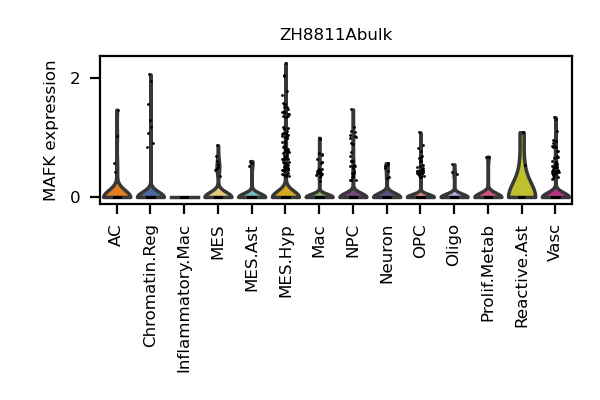 ZH8811Abulk
MAFK expression
2
0
AC
Chromatin.Reg
Inflammatory.Mac
MES
MES.Ast
MES.Hyp
Mac
NPC
Neuron
OPC
Oligo
Prolif.Metab
Reactive.Ast
Vasc